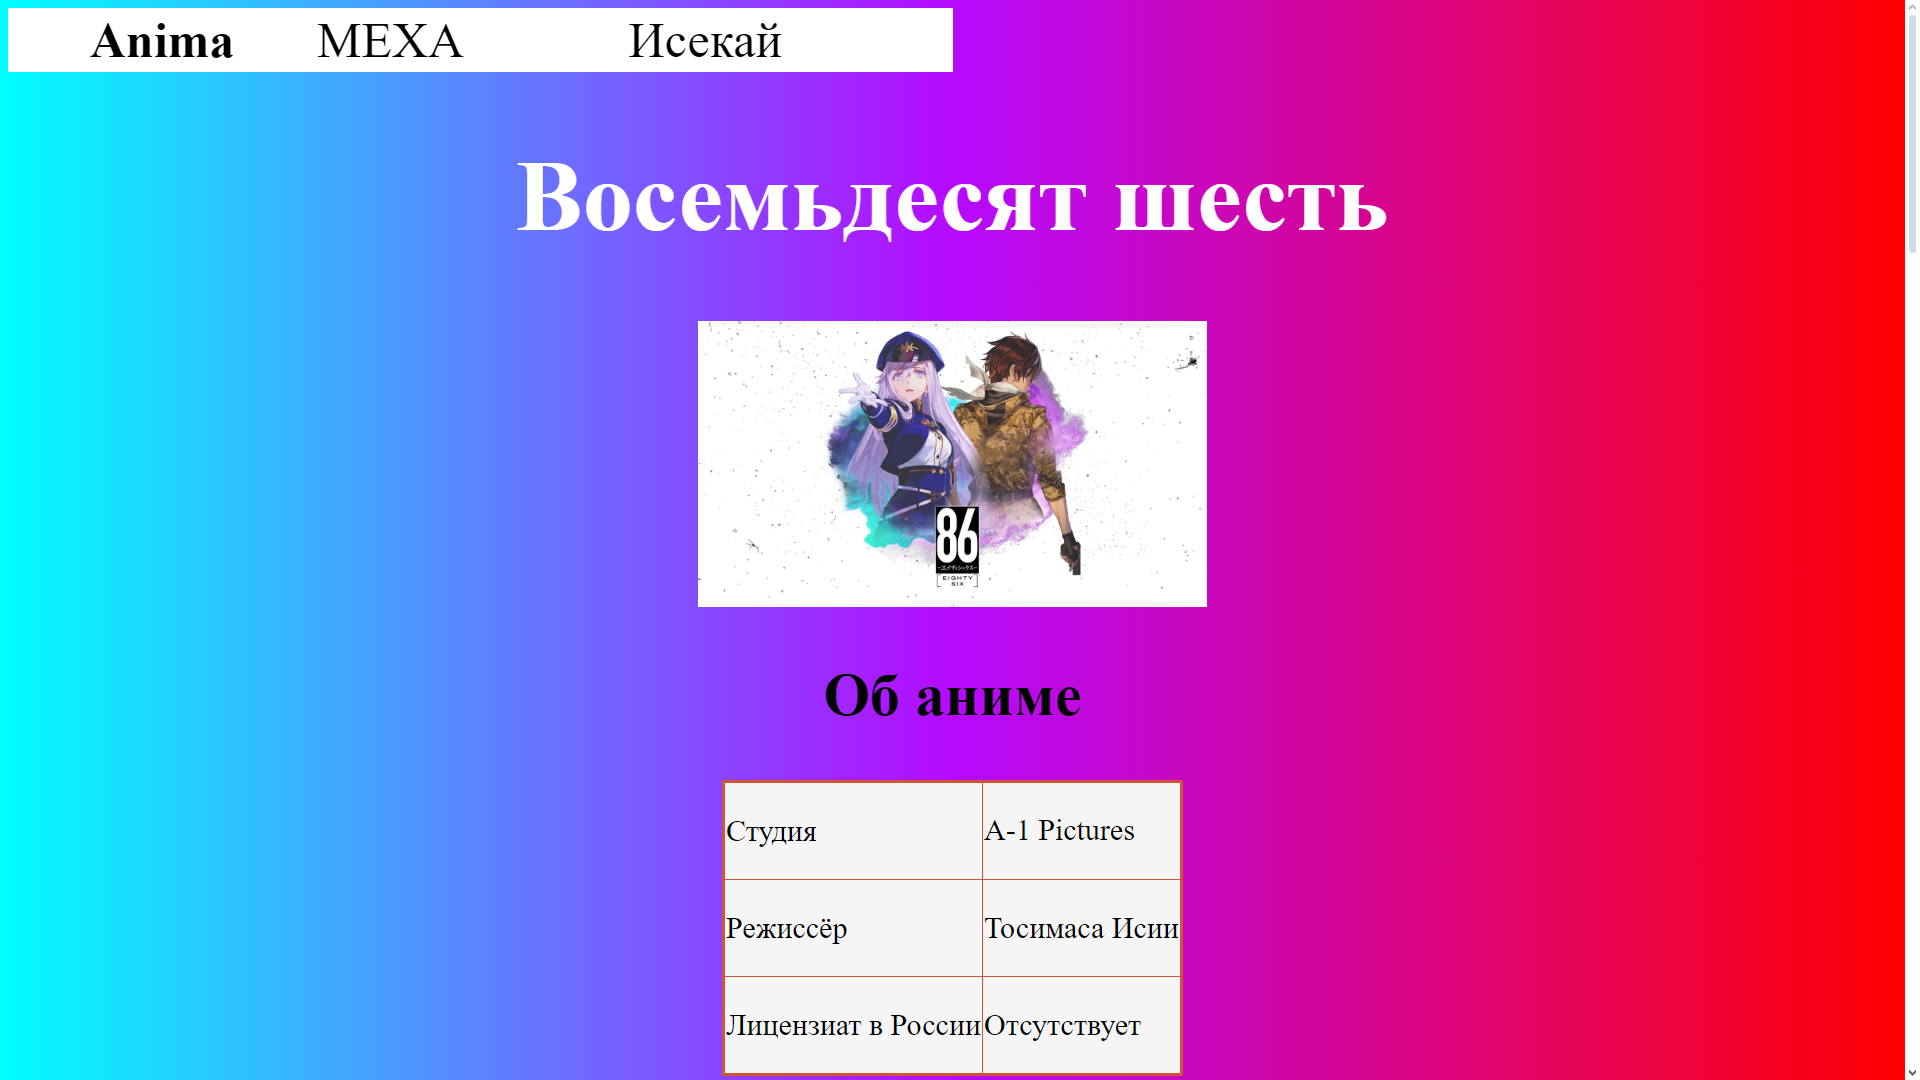 Anima МЕХА Исекай
Восемьдесят шесть
86
-エイティシックス-
EIGHTY
SIX
Об аниме
Студия A-1 Pictures
Режиссёр Тосимаса Исии
Лицензиат в России Отсутствует